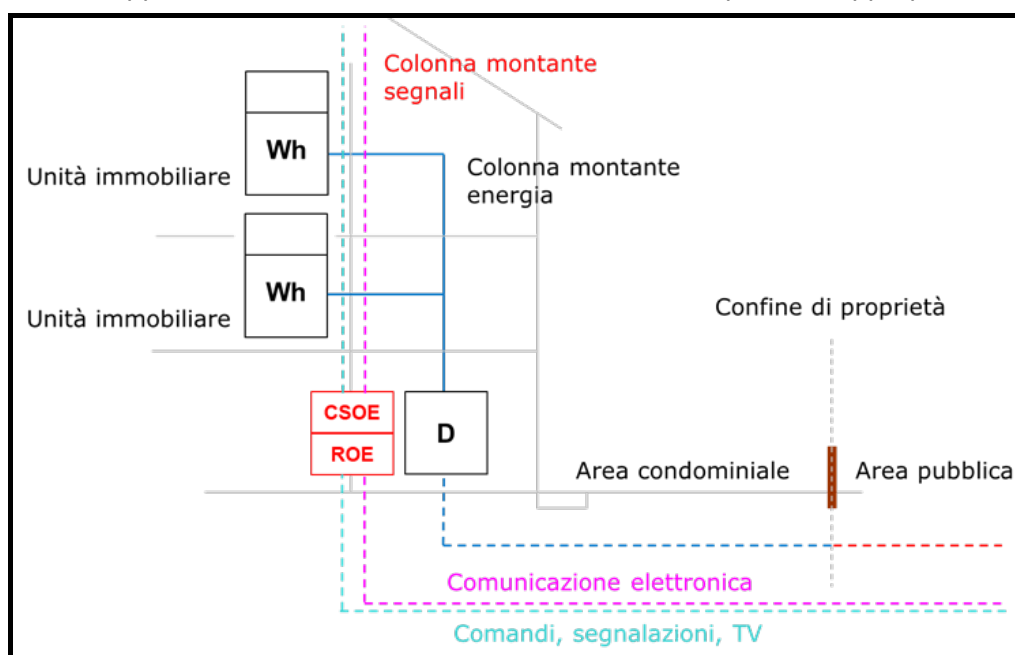 Colonna montante
segnali
Wh
Unità immobiliare
Colonna montante
energia
Wh
Unità immobiliare
Confine di proprietà
CSOE
ROE
D
Area condominiale
Area pubblica
Comunicazione elettronica
Comandi, segnalazioni, TV